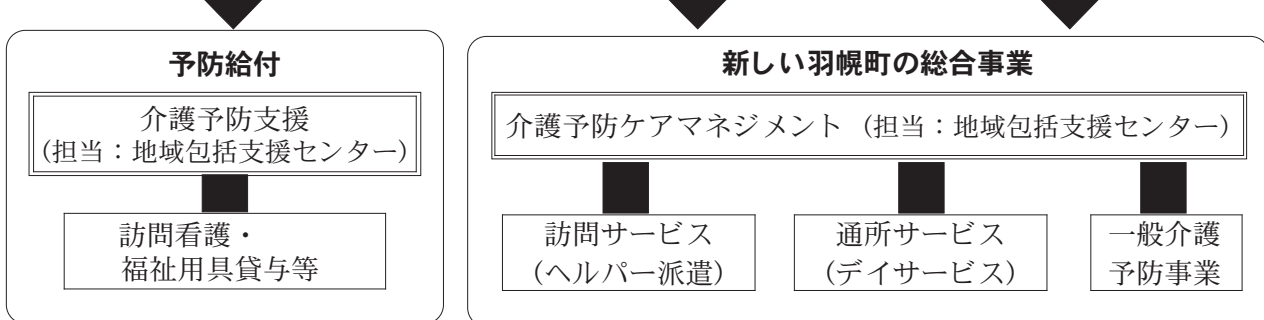 予防給付
介護予防支援
(担当：地域包括支援センター)
訪問看護・
福祉用具貸与等
新しい羽幌町の総合事業
介護予防ケアマネジメント (担当：地域包括支援センター)
訪問サービス
(ヘルパー派遣)
通所サービス
(デイサービス)
一般介護
予防事業